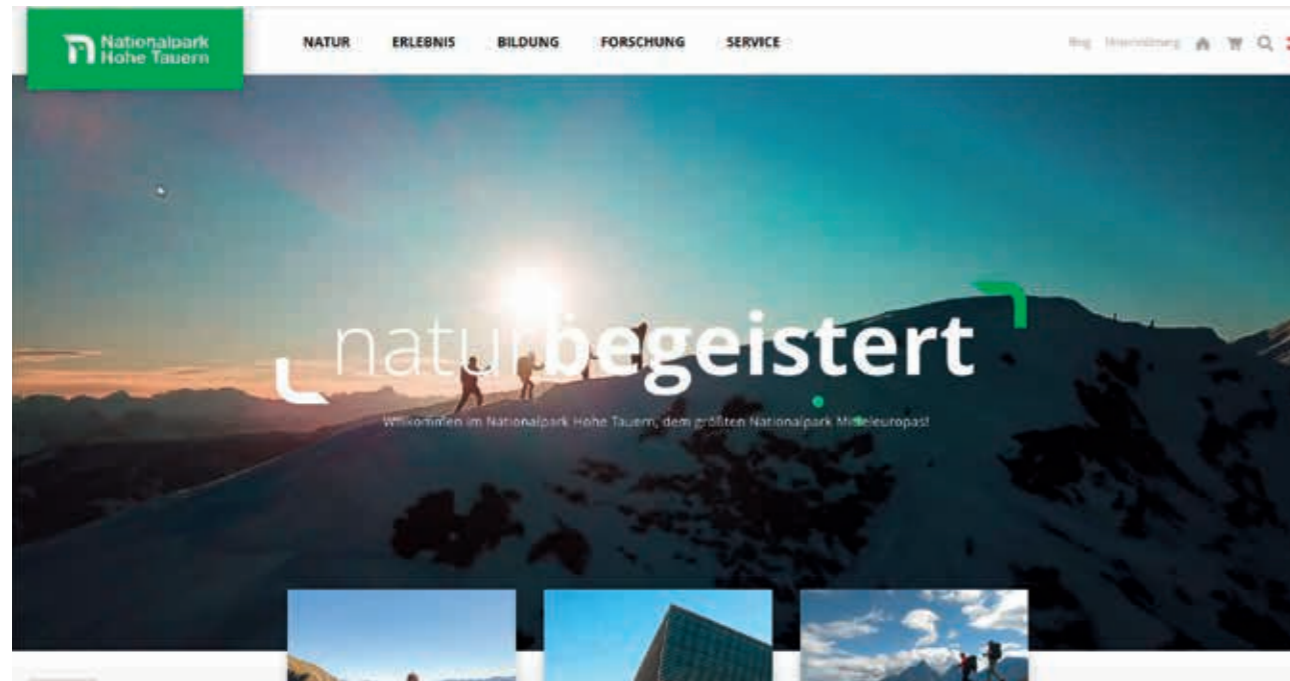 Nationalpark
Hohe Tauern
NATUR ERLEBNIS BILDUNG FORSCHUNG SERVICE
naturbegeistert
Willkommen im Nationalpark Hohe Tauern, dem größten Nationalpark Mitteleuropas!